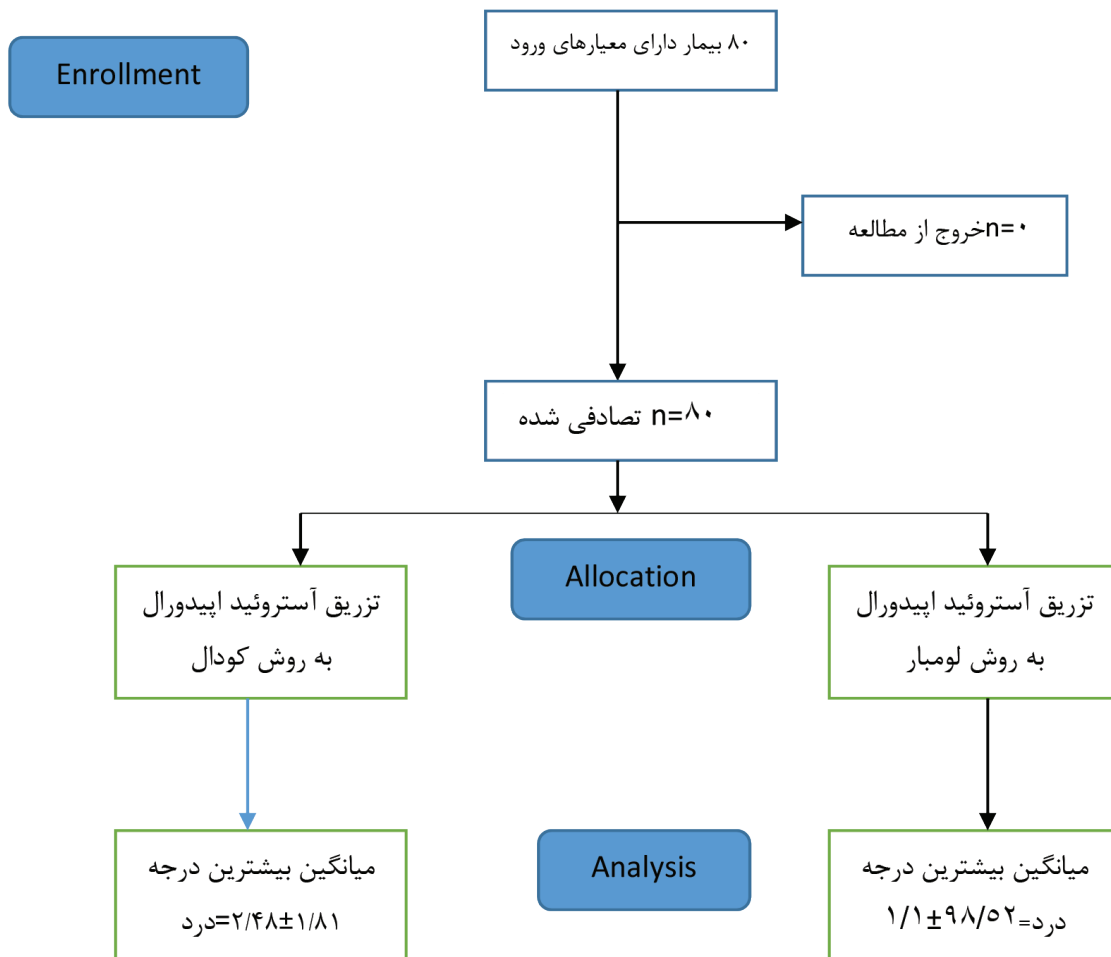 Enrollment
۸۰ بیمار دارای معیارهای ورود
n=۰خروج از مطالعه
n=۸۰ تصادفی شده
تزریق آستروئید اپیدورال
به روش کودال
Allocation
تزریق آستروئید اپیدورال
به روش لومبار
میانگین بیشترین درجه
۲/۴۸±۱/۸۱=درد
Analysis
میانگین بیشترین درجه
درد=۱/۱±۹۸/۵۲